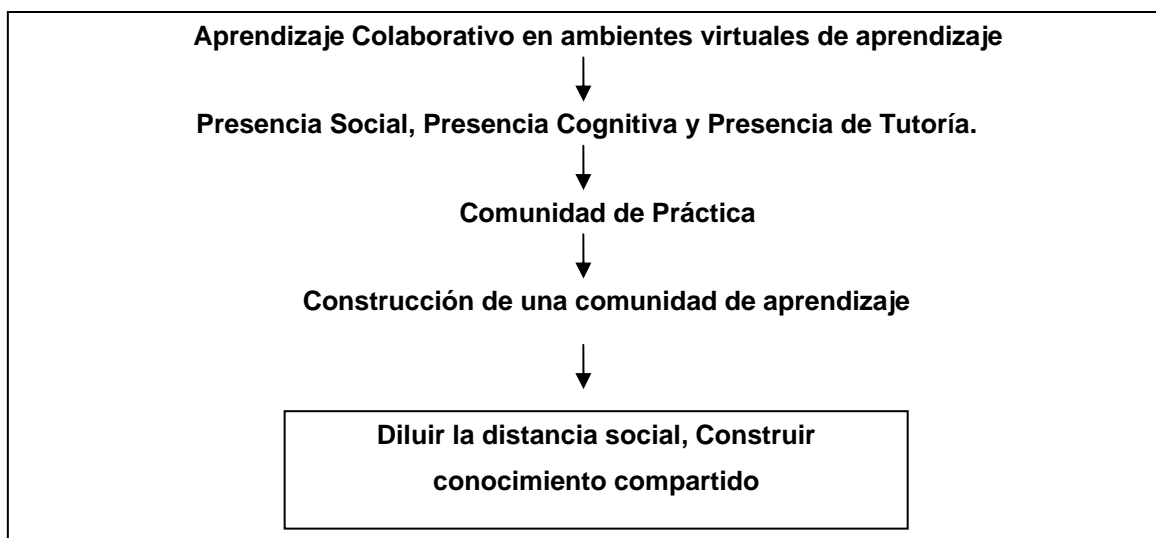 Aprendizaje Colaborativo en ambientes virtuales de aprendizaje
Presencia Social, Presencia Cognitiva y Presencia de Tutoría.
Comunidad de Práctica
Construcción de una comunidad de aprendizaje
Diluir la distancia social, Construir
conocimiento compartido